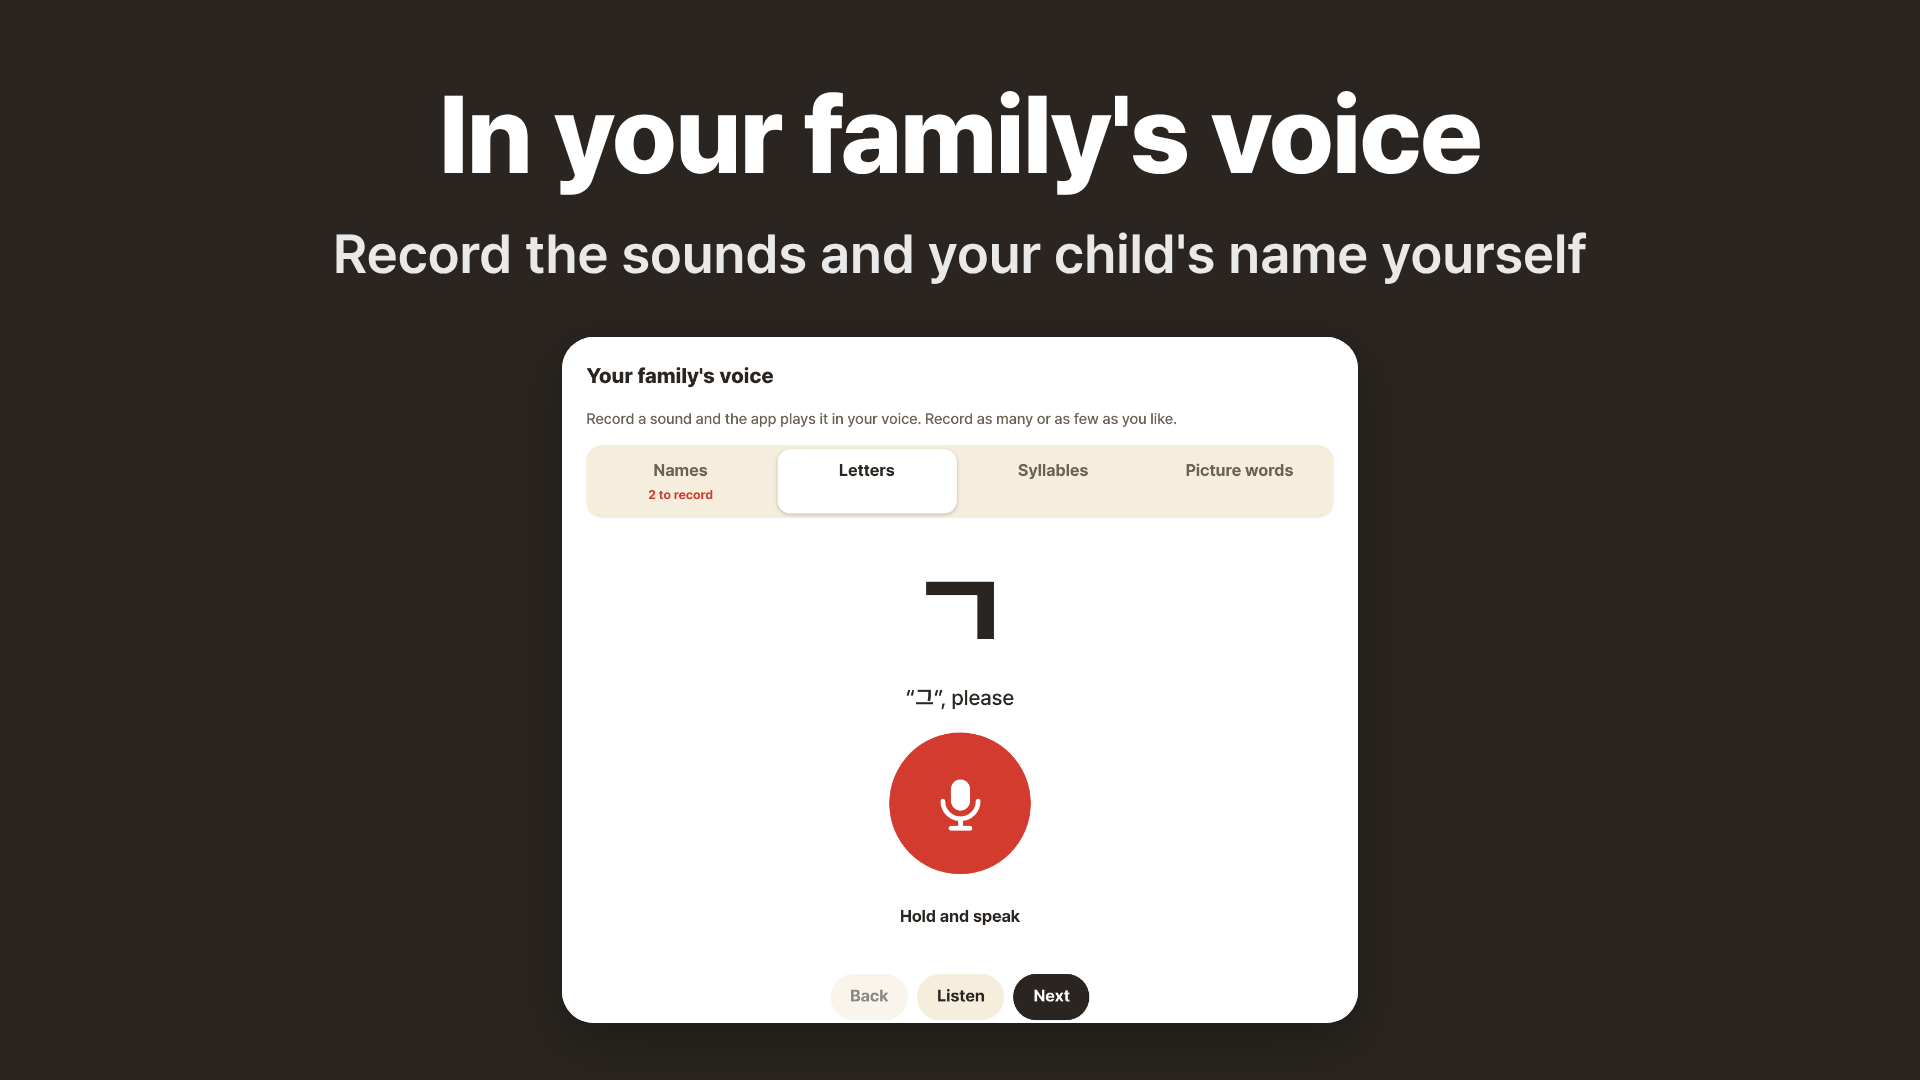 In your family's voice
Record the sounds and your child's name yourself
Your family's voice
Record a sound and the app plays it in your voice. Record as many or as few as you like.
Names
2 to record
Letters
Syllables
Picture words
ㄱ
“그”, please
Hold and speak
Back
Listen
Next